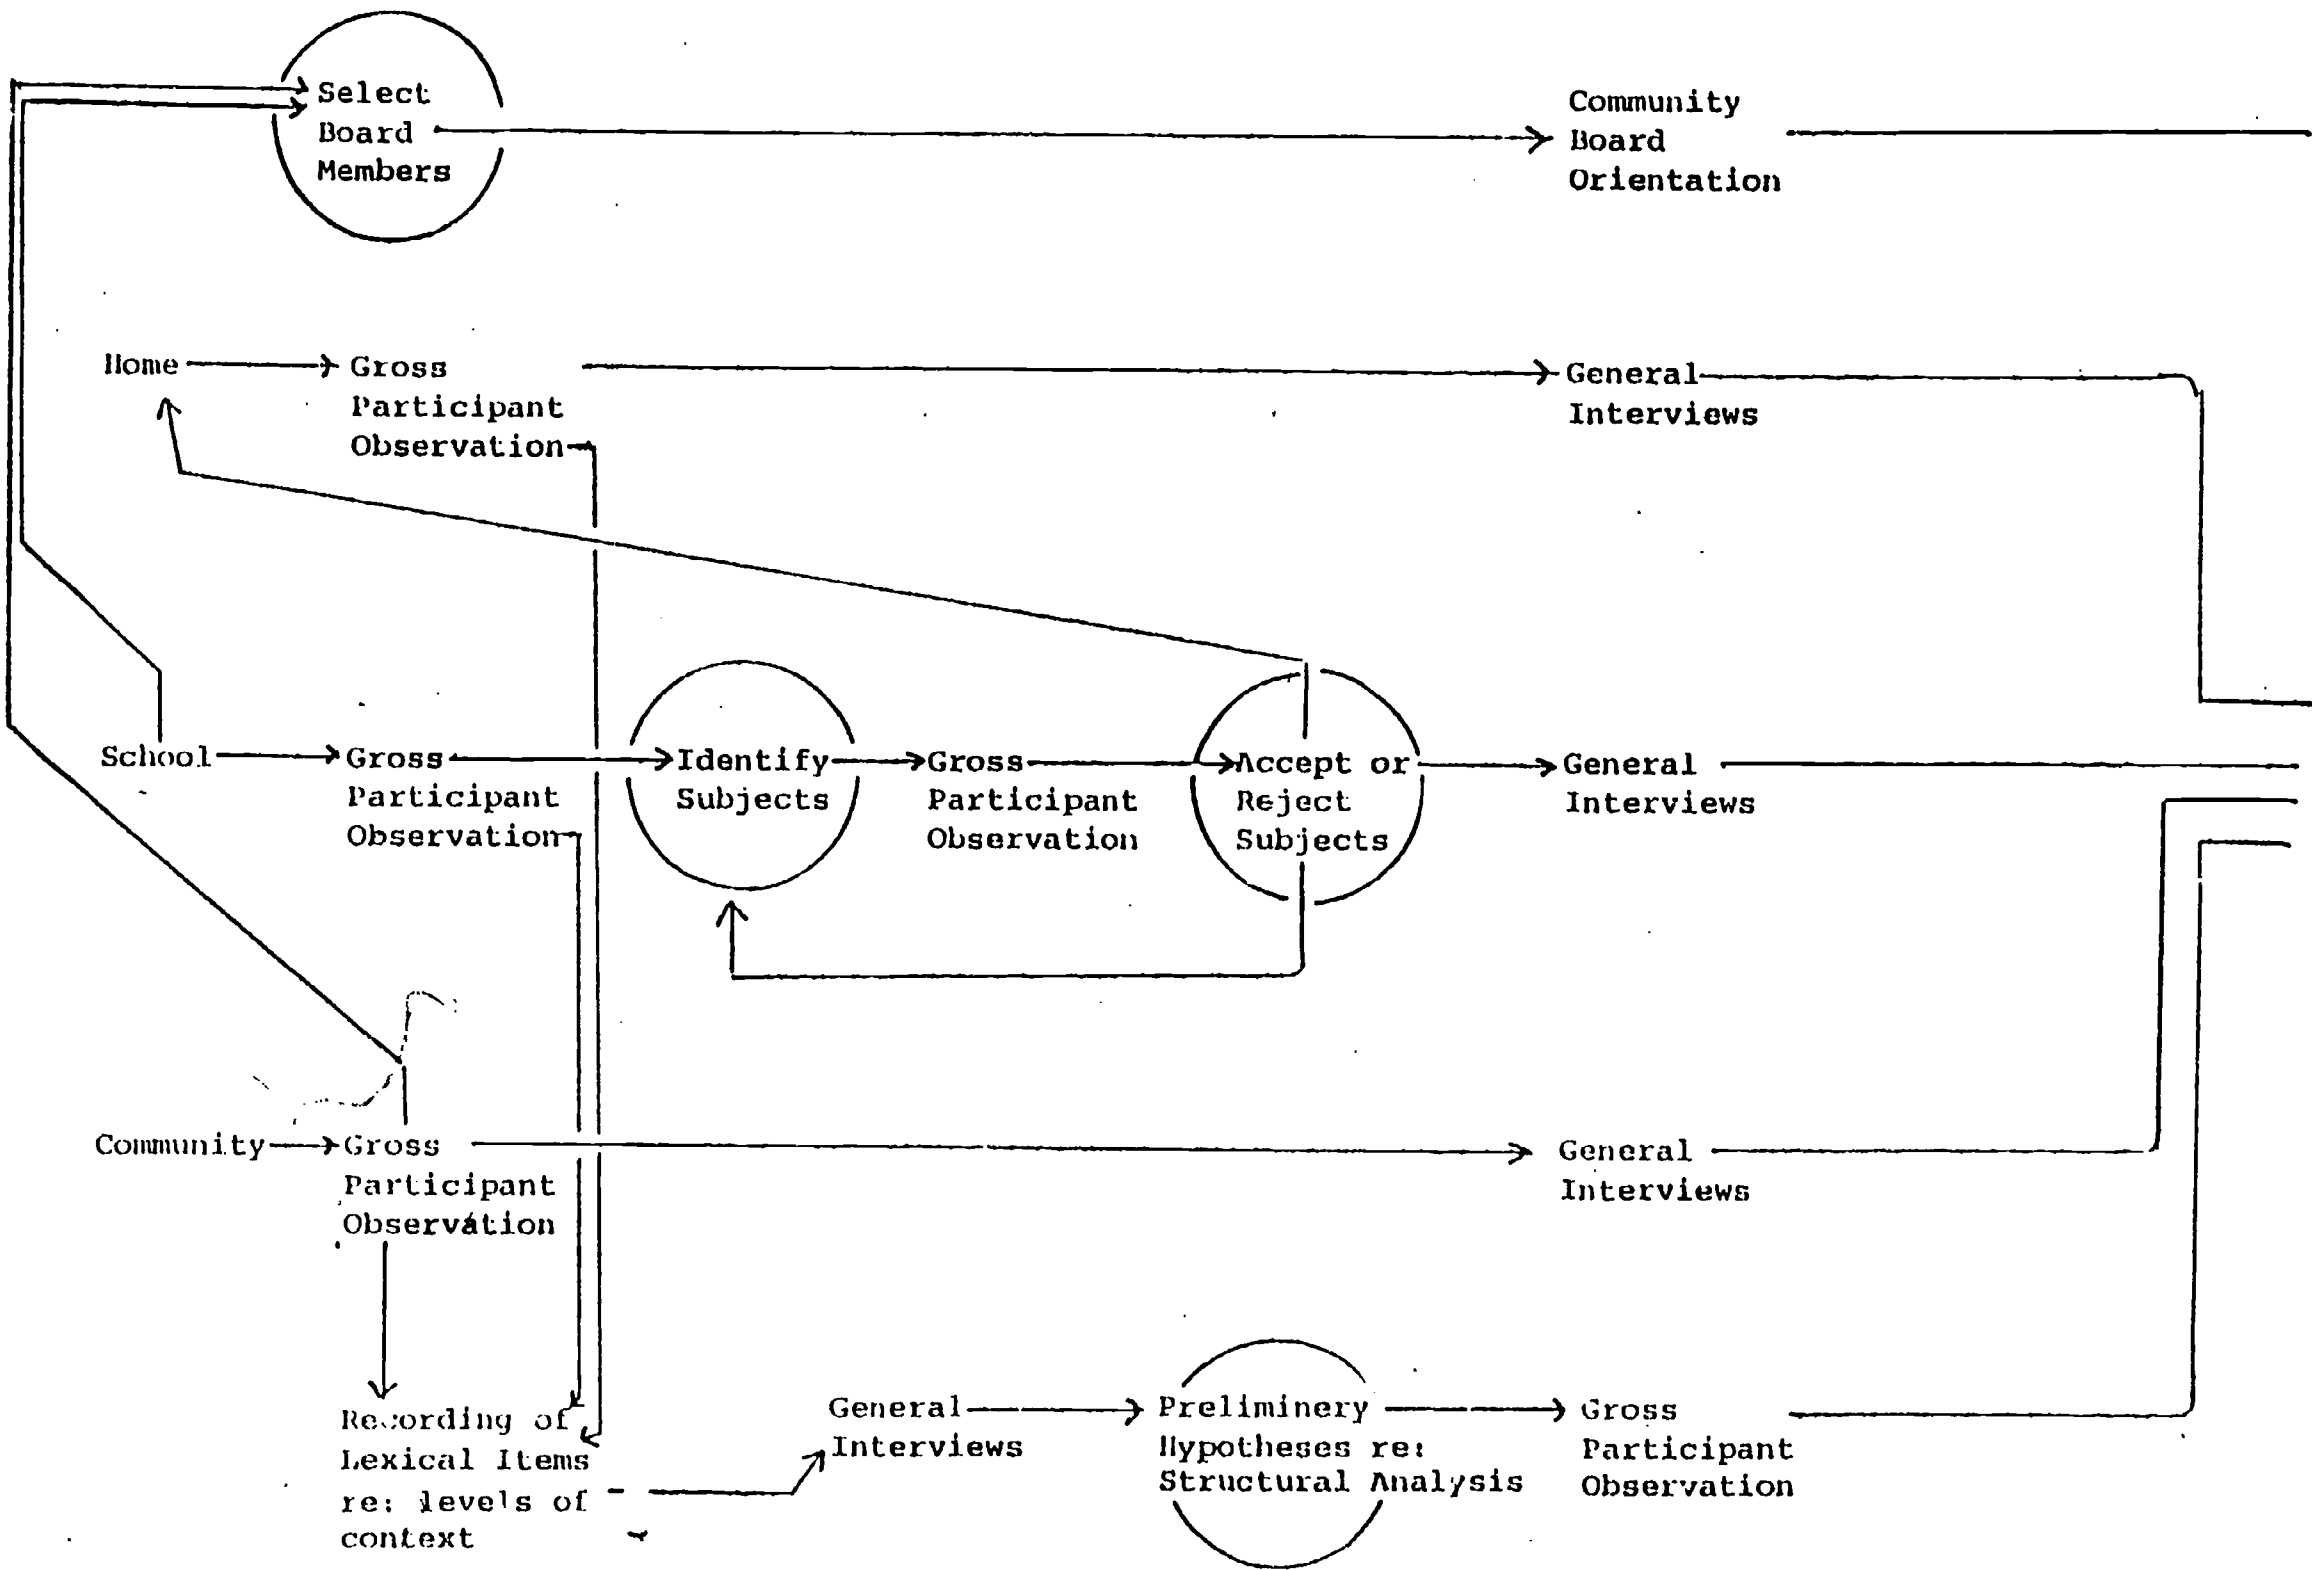 Select
Board
Members
Community
Board
Orientation
Home
Gross
Participant
Observation
General
Interviews
School
Gross
Participant
Observation
Identify
Subjects
Gross
Participant
Observation
Accept or
Reject
Subjects
General
Interviews
Community
Gross
Participant
Observation
General
Interviews
Recording of
Lexical Items
re: levels of
context
General
Interviews
Preliminery
Hypotheses re:
Structural Analysis
Gross
Participant
Observation